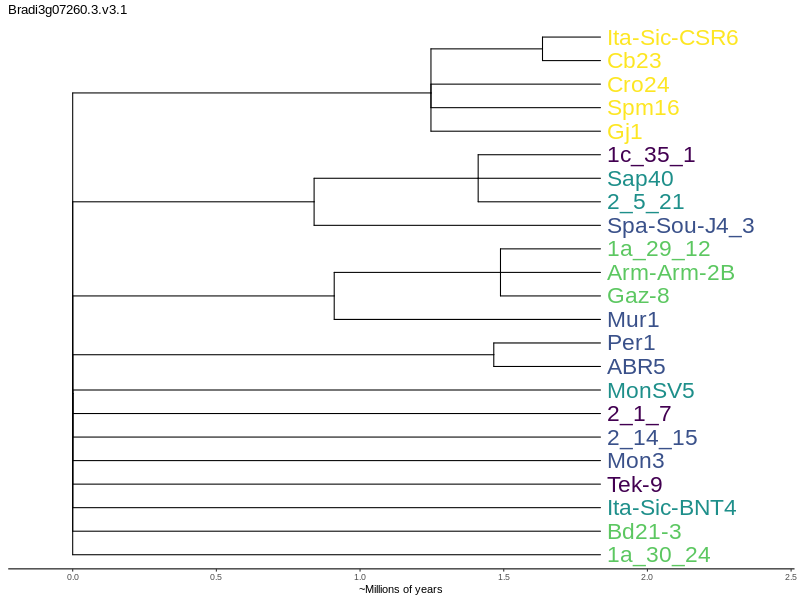 Bradi3g07260.3.v3.1
Ita-Sic-CSR6
Cb23
Cro24
Spm16
Gj1
1c_35_1
Sap40
2_5_21
Spa-Sou-J4_3
1a_29_12
Arm-Arm-2B
Gaz-8
Mur1
Per1
ABR5
MonSV5
2_1_7
2_14_15
Mon3
Tek-9
Ita-Sic-BNT4
Bd21-3
1a_30_24
0.0 0.5 1.0 1.5 2.0 2.5
~Millions of years